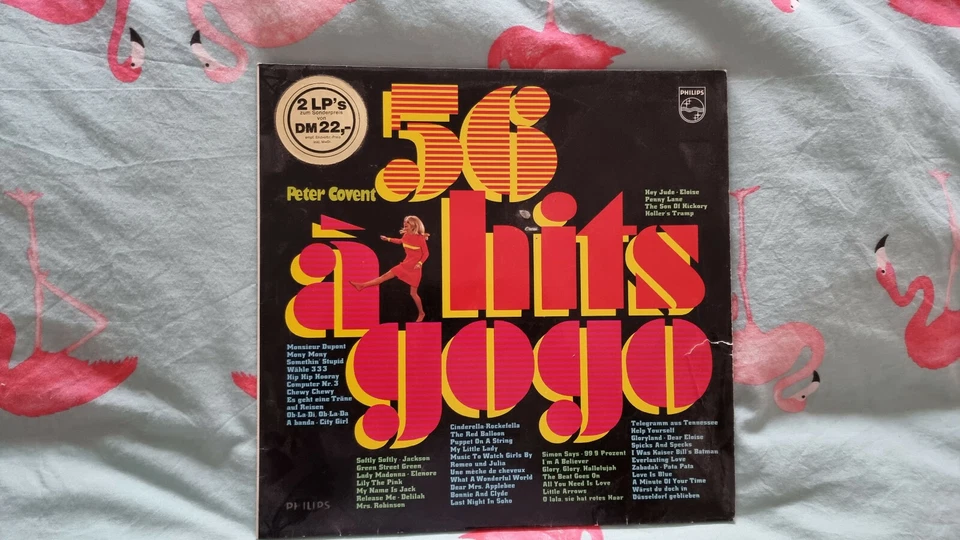 2 LP's
zum Sonderpreis
von
DM 22,-
56
PHILIPS
Peter Covent
Hey Jude · Eloise
Penny Lane
The Son Of Hickory
Holler's Tramp
à hits
gogo
Monsieur Dupont
Mony Mony
Somethin' Stupid
Wähle 333
Hip Hip Hooray
Computer Nr. 3
Chewy Chewy
Es geht eine Träne
auf Reisen
Ob-La-Di, Ob-La-Da
A banda · City Girl
Softly Softly · Jackson
Green Street Green
Lady Madonna · Elenore
Lily The Pink
My Name Is Jack
Release Me · Delilah
Mrs. Robinson
Cinderella Rockefella
The Red Balloon
Puppet On A String
My Little Lady
Music To Watch Girls By
Romeo und Julia
Une mèche de cheveux
What A Wonderful World
Dear Mrs. Applebee
Bonnie And Clyde
Last Night In Soho
Simon Says · 99 9 Prozent
I'm A Believer
Glory Glory Hallelujah
The Boat Goes On
All You Need Is Love
Little Arrows
O lala, sie hat rotes Haar
Telegramm aus Tennessee
Help Yourself
Gloryland · Dear Eloise
Spicks And Specks
I Was Kaiser Bill's Batman
Everlasting Love
Zabadak · Pata Pata
Love Is Blue
A Minute Of Your Time
Wärst du doch in
Düsseldorf geblieben
PHILIPS